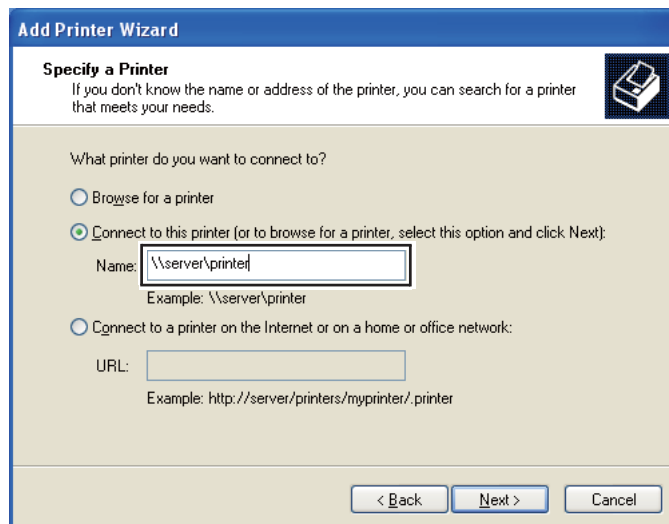 Add Printer Wizard
Specify a Printer
If you don't know the name or address of the printer, you can search for a printer
that meets your needs.
What printer do you want to connect to?
Browse for a printer
Connect to this printer (or to browse for a printer, select this option and click Next):
Name: \\server\printer
Example: \\server\printer
Connect to a printer on the Internet or on a home or office network:
URL:
Example: http://server/printers/myprinter/.printer
< Back Next > Cancel